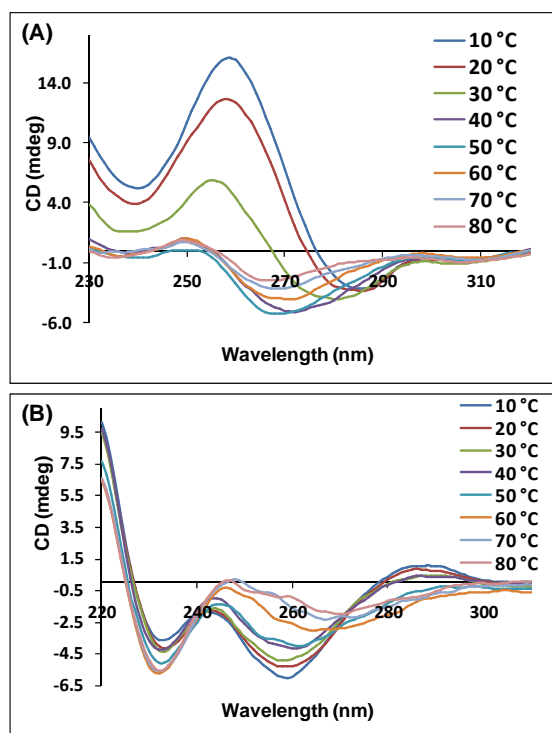 (A)
10 °C
20 °C
30 °C
40 °C
50 °C
60 °C
70 °C
80 °C
14.0
9.0
4.0
-1.0
-6.0
CD (mdeg)
230 250 270 290 310
Wavelength (nm)
(B)
10 °C
20 °C
30 °C
40 °C
50 °C
60 °C
70 °C
80 °C
9.5
7.5
5.5
3.5
1.5
-0.5
-2.5
-4.5
-6.5
CD (mdeg)
220 240 260 280 300
Wavelength (nm)